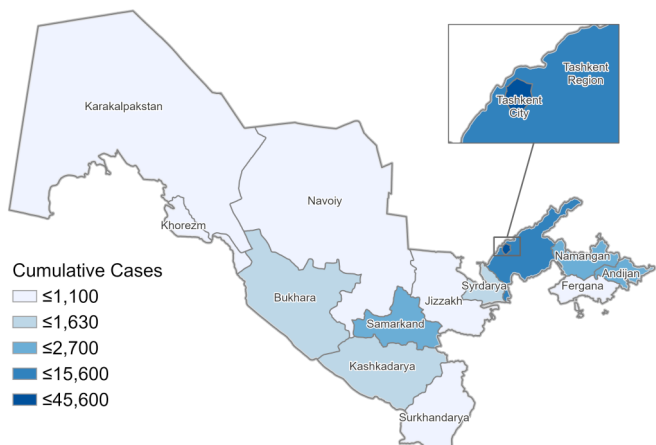 Tashkent
Region
Tashkent
City
Karakalpakstan
Navoiy
Khorezm
Namangan
Andijan
Fergana
Syrdarya
Jizzakh
Bukhara
Samarkand
Kashkadarya
Surkhandarya
Cumulative Cases
≤1,100
≤1,630
≤2,700
≤15,600
≤45,600